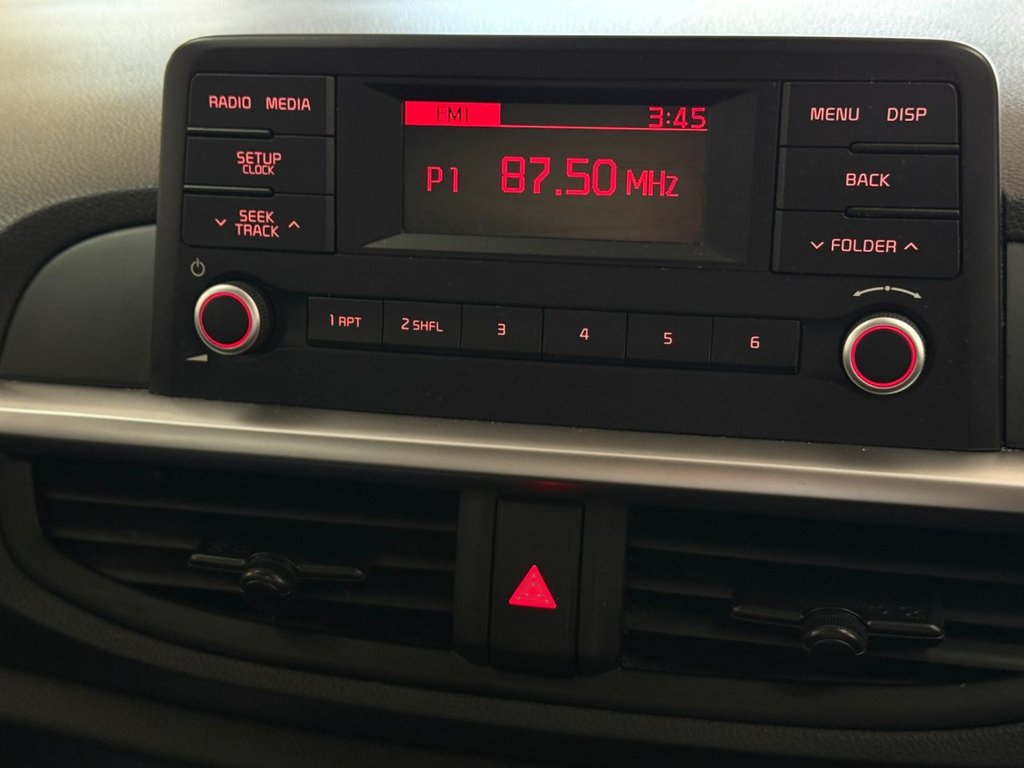 RADIO MEDIA
SETUP
CLOCK
SEEK
TRACK
FM1 3:45
P1 87.50 MHz
MENU DISP
BACK
FOLDER
1 RPT 2 SHFL 3 4 5 6